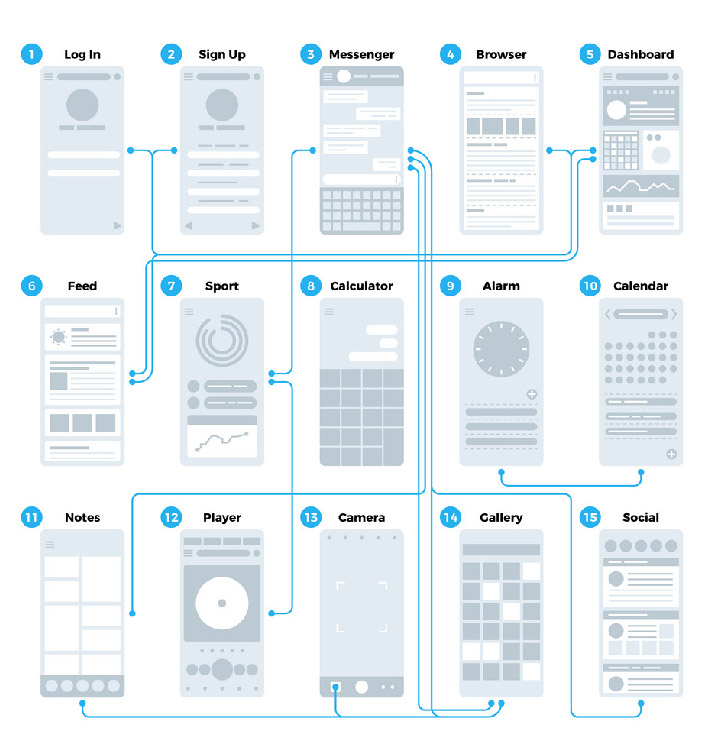 1 Log In
2 Sign Up
3 Messenger
4 Browser
5 Dashboard
6 Feed
7 Sport
8 Calculator
9 Alarm
10 Calendar
11 Notes
12 Player
13 Camera
14 Gallery
15 Social